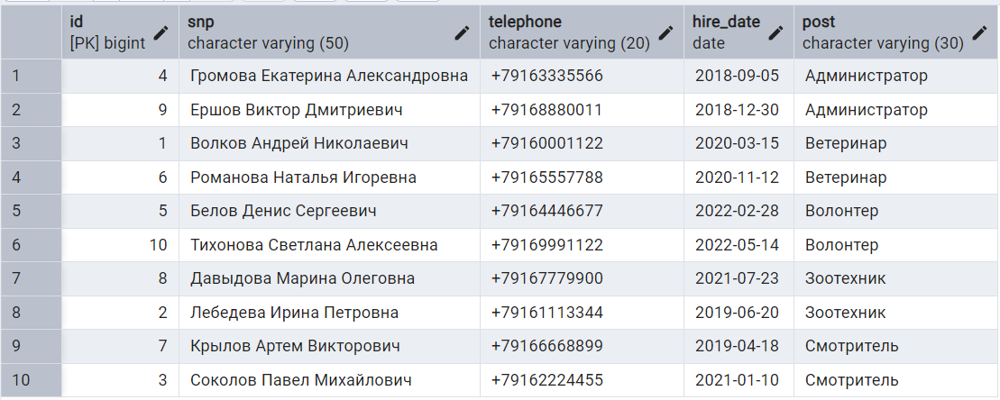 id snp telephone hire_date post
[PK] bigint character varying (50) character varying (20) date character varying (30)
1 4 Громова Екатерина Александровна +79163335566 2018-09-05 Администратор
2 9 Ершов Виктор Дмитриевич +79168880011 2018-12-30 Администратор
3 1 Волков Андрей Николаевич +79160001122 2020-03-15 Ветеринар
4 6 Романова Наталья Игоревна +79165557788 2020-11-12 Ветеринар
5 5 Белов Денис Сергеевич +79164446677 2022-02-28 Волонтер
6 10 Тихонова Светлана Алексеевна +79169991122 2022-05-14 Волонтер
7 8 Давыдова Марина Олеговна +79167779900 2021-07-23 Зоотехник
8 2 Лебедева Ирина Петровна +79161113344 2019-06-20 Зоотехник
9 7 Крылов Артем Викторович +79166668899 2019-04-18 Смотритель
10 3 Соколов Павел Михайлович +79162224455 2021-01-10 Смотритель